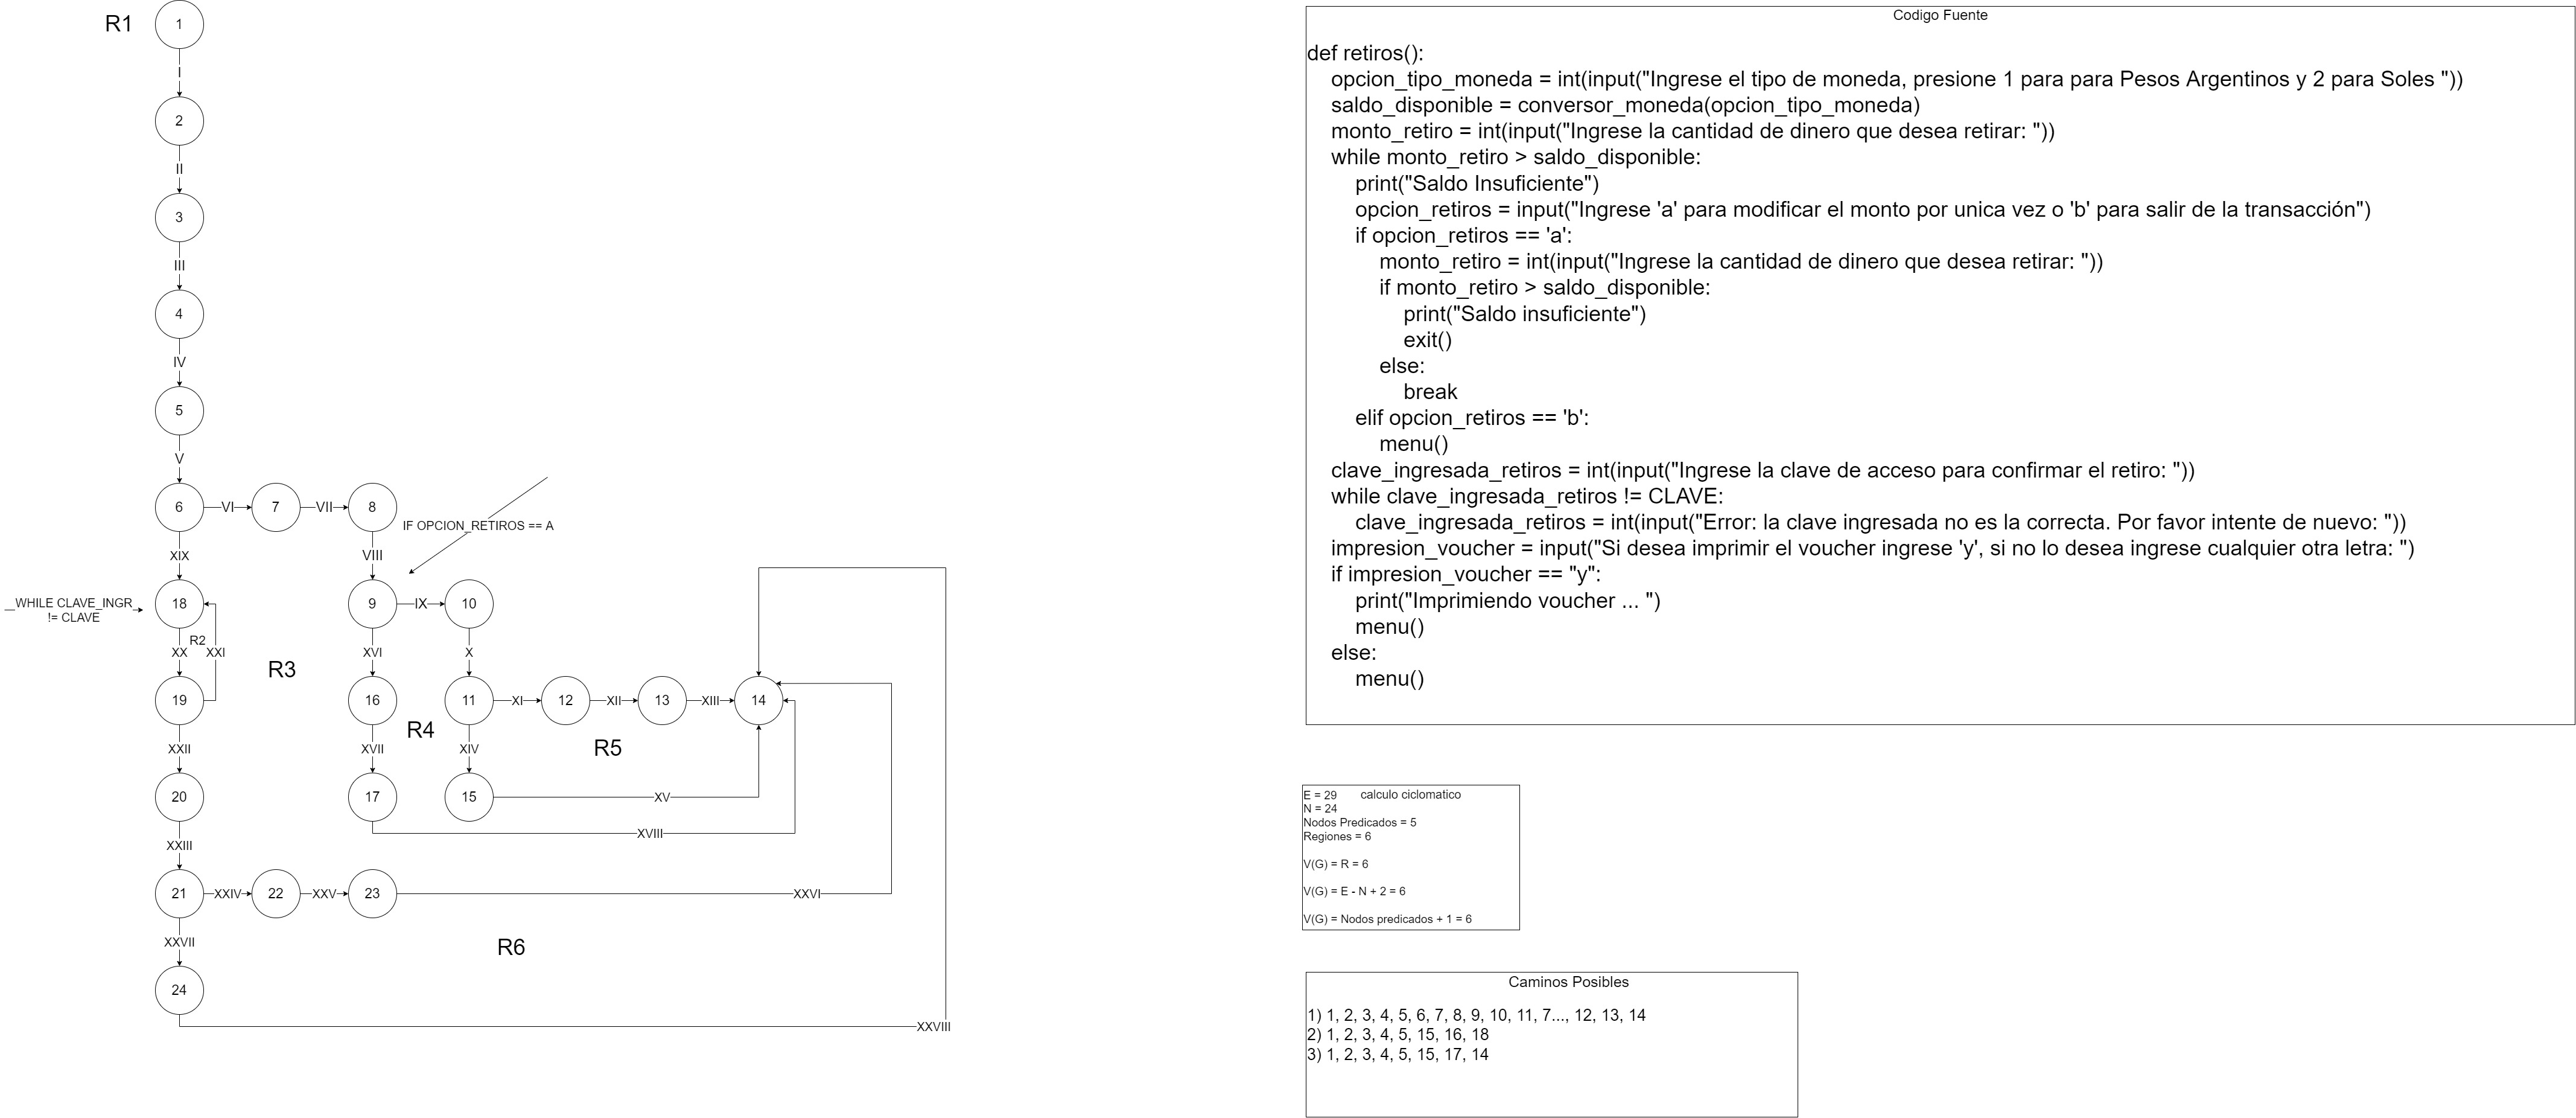 R1
1
I
2
II
3
III
4
IV
5
V
6
VI
7
VII
8
IF OPCION_RETIROS == A
XIX
VIII
WHILE CLAVE_INGR
!= CLAVE
18
9
IX
10
R2
XX
XXI
R3
XVI
X
19
16
R4
11
XI
12
XII
13
XIII
14
XXII
XVII
XIV
R5
20
17
15
XV
XVIII
XXIII
21
XXIV
22
XXV
23
XXVI
XXVII
R6
24
XXVIII
Codigo Fuente
def retiros():
opcion_tipo_moneda = int(input("Ingrese el tipo de moneda, presione 1 para para Pesos Argentinos y 2 para Soles "))
saldo_disponible = conversor_moneda(opcion_tipo_moneda)
monto_retiro = int(input("Ingrese la cantidad de dinero que desea retirar: "))
while monto_retiro > saldo_disponible:
print("Saldo Insuficiente")
opcion_retiros = input("Ingrese 'a' para modificar el monto por unica vez o 'b' para salir de la transacción")
if opcion_retiros == 'a':
monto_retiro = int(input("Ingrese la cantidad de dinero que desea retirar: "))
if monto_retiro > saldo_disponible:
print("Saldo insuficiente")
exit()
else:
break
elif opcion_retiros == 'b':
menu()
clave_ingresada_retiros = int(input("Ingrese la clave de acceso para confirmar el retiro: "))
while clave_ingresada_retiros != CLAVE:
clave_ingresada_retiros = int(input("Error: la clave ingresada no es la correcta. Por favor intente de nuevo: "))
impresion_voucher = input("Si desea imprimir el voucher ingrese 'y', si no lo desea ingrese cualquier otra letra: ")
if impresion_voucher == "y":
print("Imprimiendo voucher ... ")
menu()
else:
menu()
E = 29 calculo ciclomatico
N = 24
Nodos Predicados = 5
Regiones = 6
V(G) = R = 6
V(G) = E - N + 2 = 6
V(G) = Nodos predicados + 1 = 6
Caminos Posibles
1) 1, 2, 3, 4, 5, 6, 7, 8, 9, 10, 11, 7..., 12, 13, 14
2) 1, 2, 3, 4, 5, 15, 16, 18
3) 1, 2, 3, 4, 5, 15, 17, 14